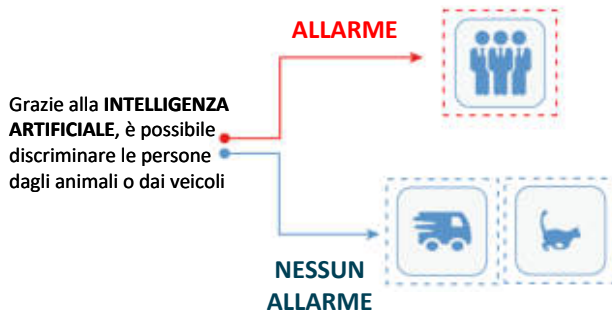 ALLARME
Grazie alla INTELLIGENZA
ARTIFICIALE, è possibile
discriminare le persone
dagli animali o dai veicoli
NESSUN
ALLARME